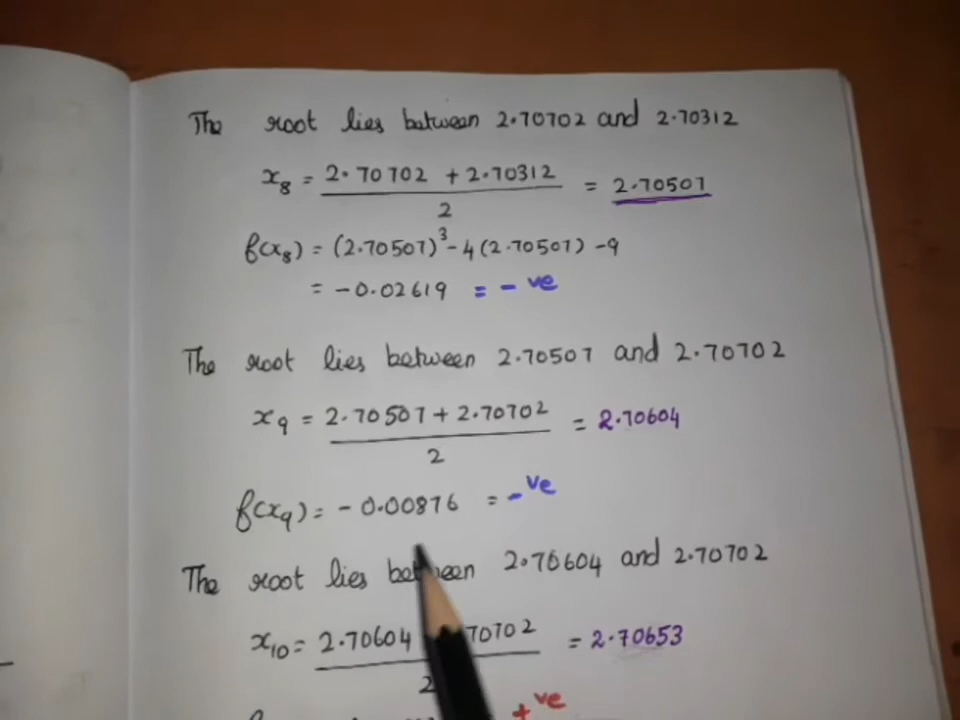 The root lies between 2.70702 and 2.70312
x₈ = (2.70702 + 2.70312)/2 = 2.70507
f(x₈) = (2.70507)³ - 4(2.70507) - 9
= -0.02619 = -ve
The root lies between 2.70507 and 2.70702
x₉ = (2.70507 + 2.70702)/2 = 2.70604
f(x₉) = -0.00876 = -ve
The root lies between 2.70604 and 2.70702
x₁₀ = 2.70604 70702 / 2 = 2.70653
+ve